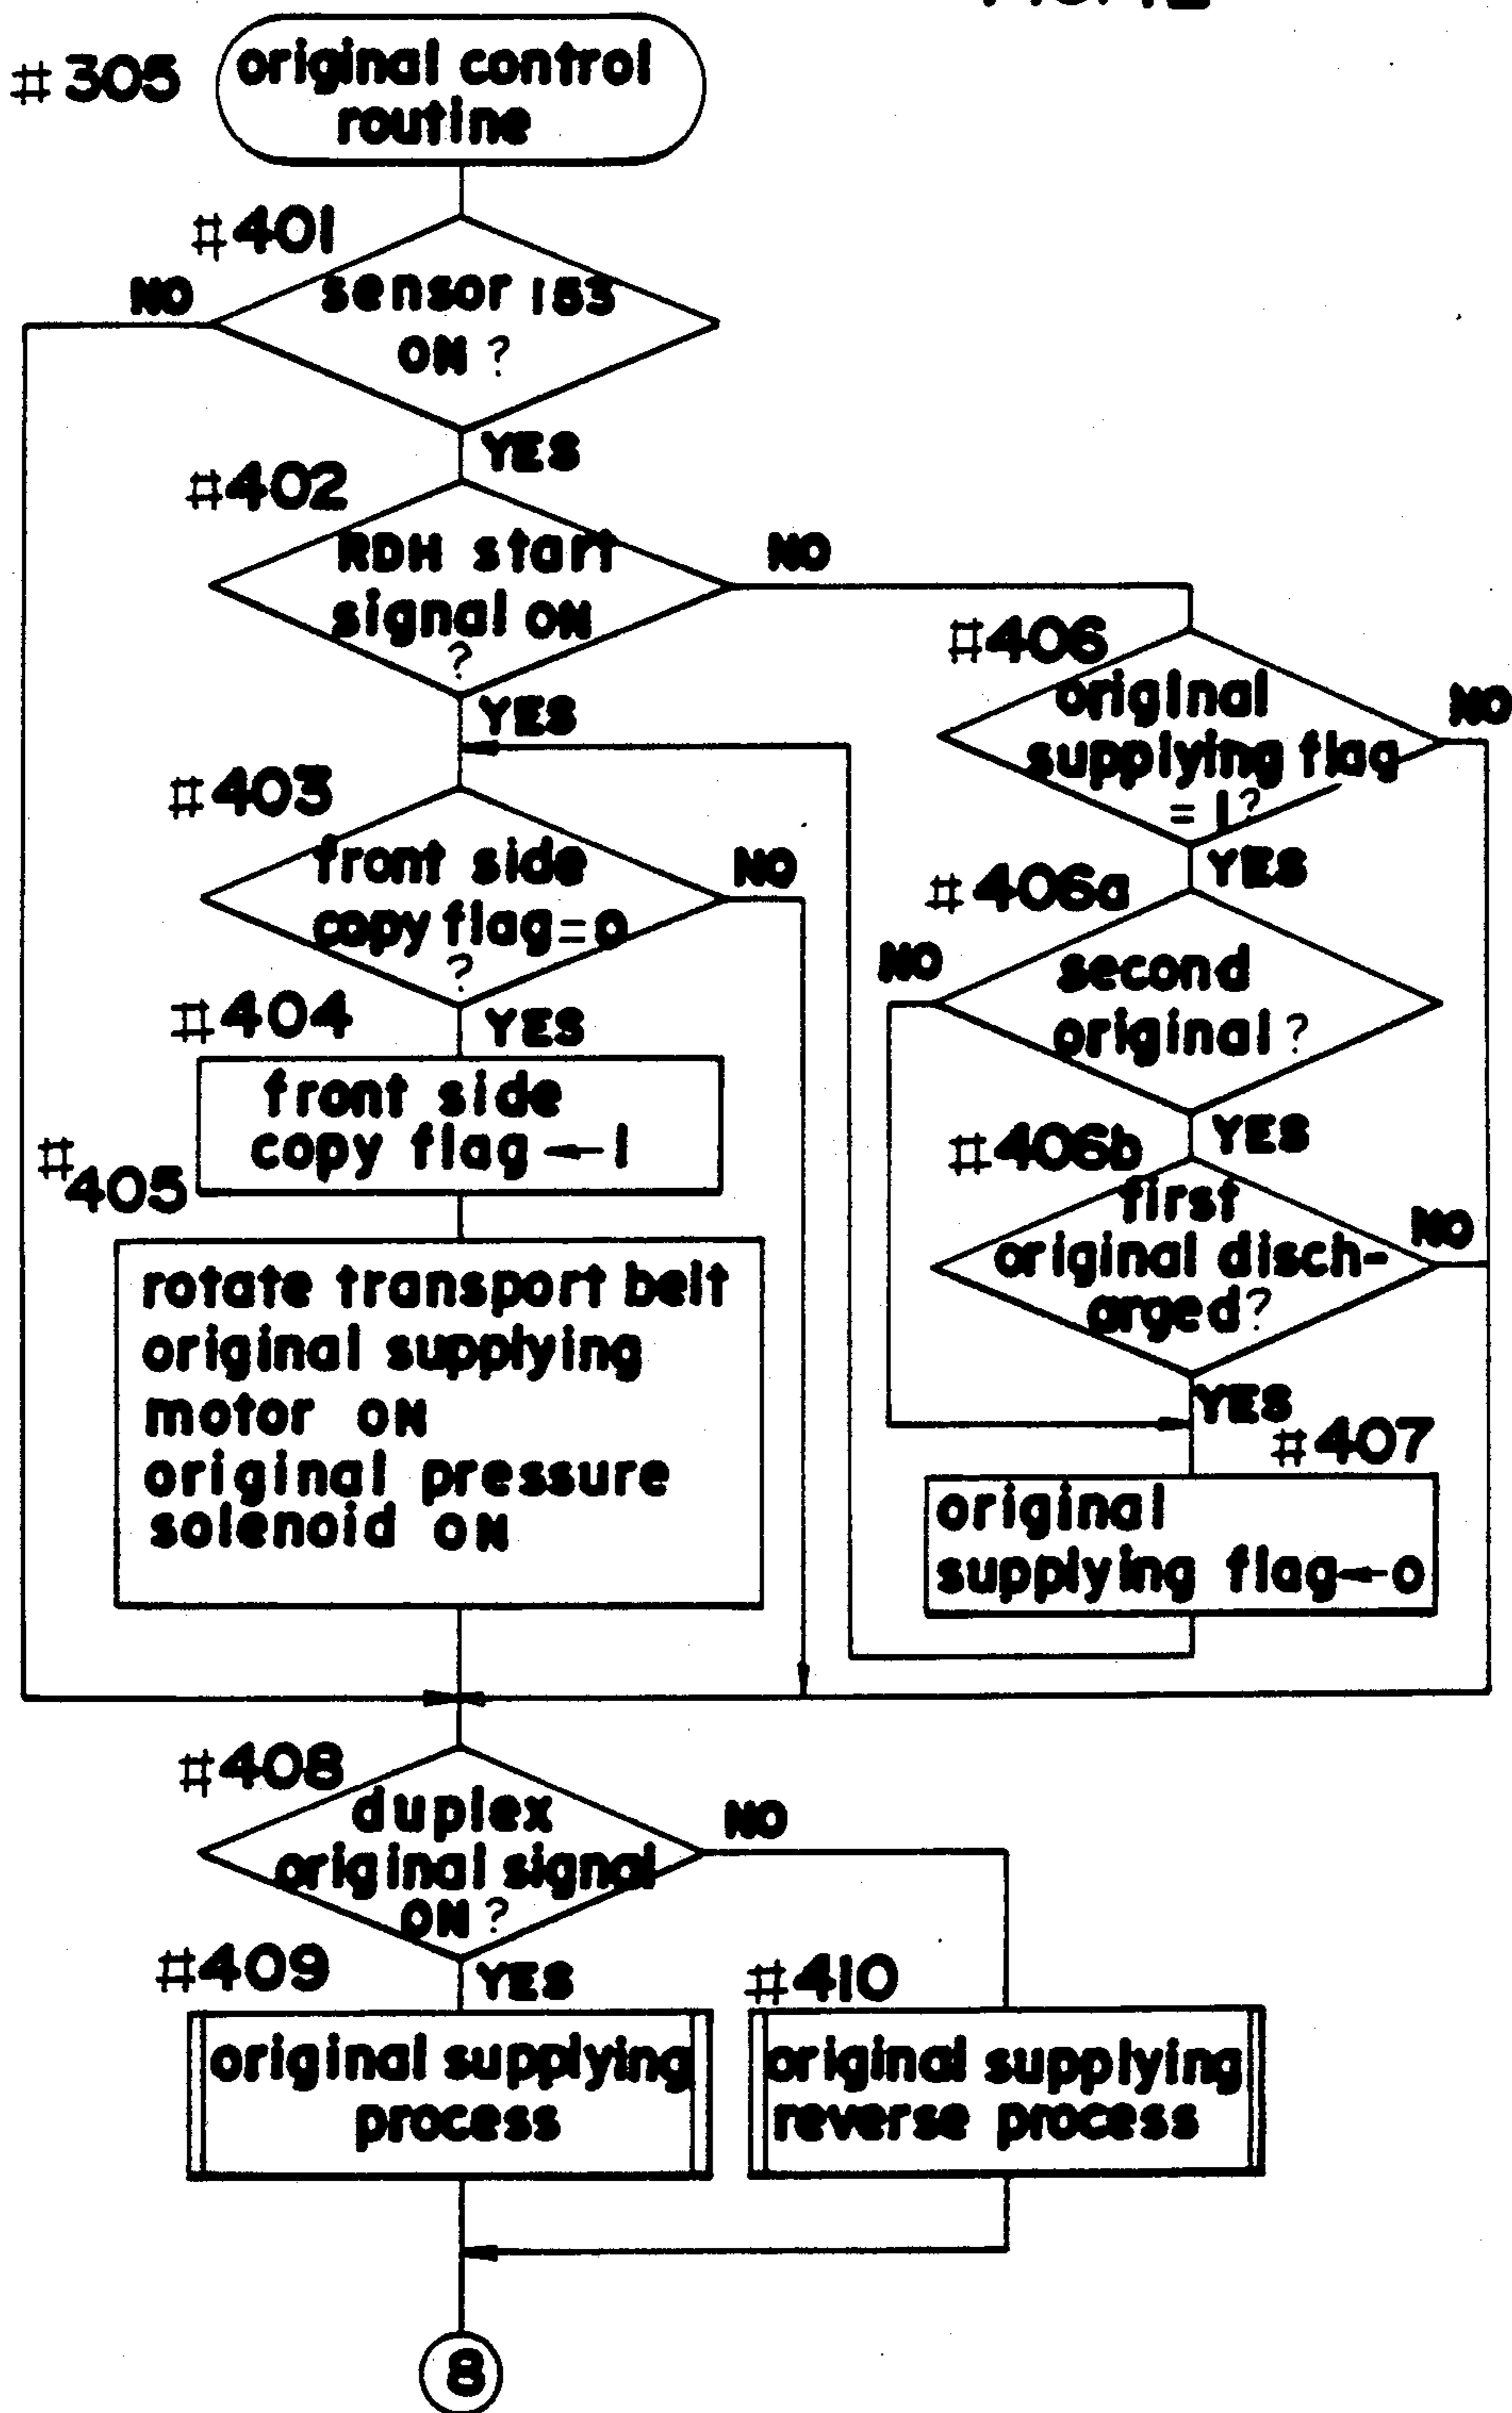 #305
original control
routine
#401
NO
sensor 153
ON ?
YES
#402
RDH start
signal ON
?
NO
YES
#406
original
supplying flag
= 1?
NO
YES
#403
front side
copy flag=0
?
NO
YES
#406a
NO
second
original ?
YES
#404
front side
copy flag←1
#406b
first
original disch-
arged?
NO
YES
#
405
rotate transport belt
original supplying
motor ON
original pressure
solenoid ON
#407
original
supplying flag←0
#408
duplex
original signal
ON ?
NO
YES
#409
original supplying
process
#410
original supplying
reverse process
8